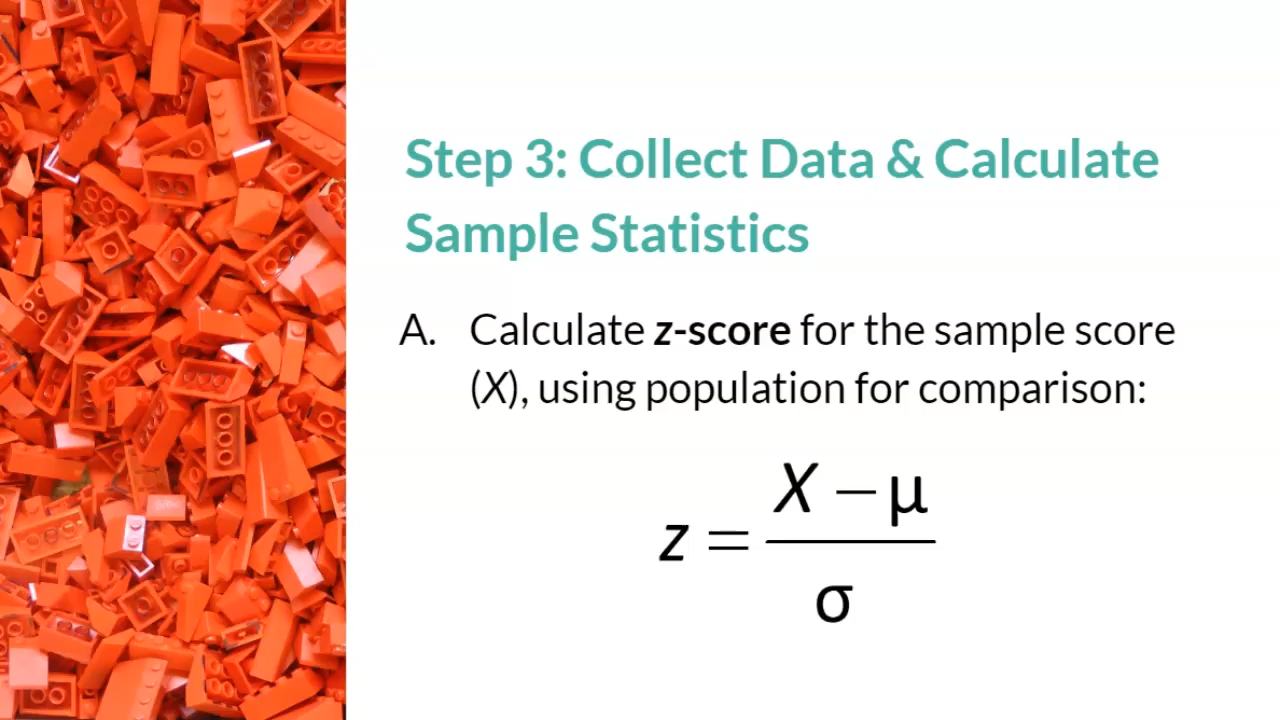 Step 3: Collect Data & Calculate
Sample Statistics
A. Calculate z-score for the sample score
(X), using population for comparison:
z = (X – μ) / σ